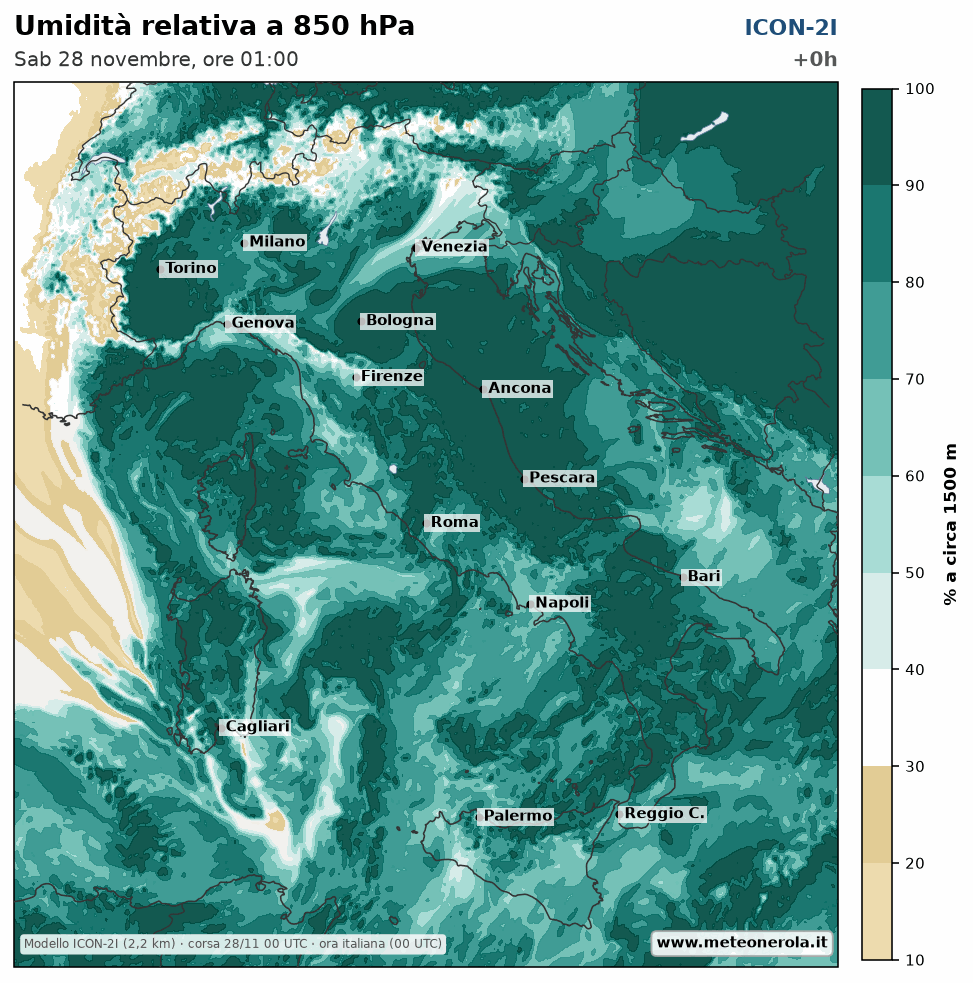 Umidità relativa a 850 hPa
ICON-2I
Sab 28 novembre, ore 01:00
+0h
100
90
80
70
60
50
40
30
20
10
% a circa 1500 m
Milano
Venezia
Torino
Genova
Bologna
Firenze
Ancona
Pescara
Roma
Bari
Napoli
Cagliari
Palermo
Reggio C.
Modello ICON-2I (2,2 km) · corsa 28/11 00 UTC · ora italiana (00 UTC)
www.meteonerola.it